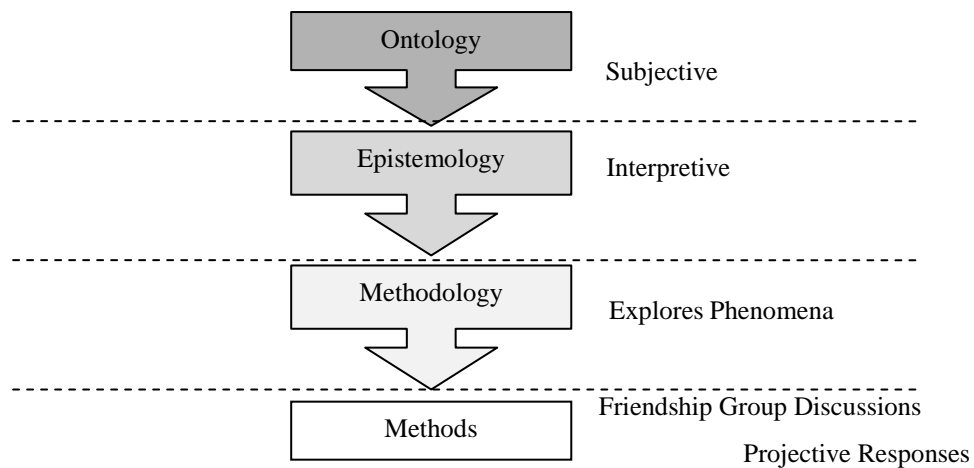 Ontology
Subjective
Epistemology
Interpretive
Methodology
Explores Phenomena
Friendship Group Discussions
Methods
Projective Responses